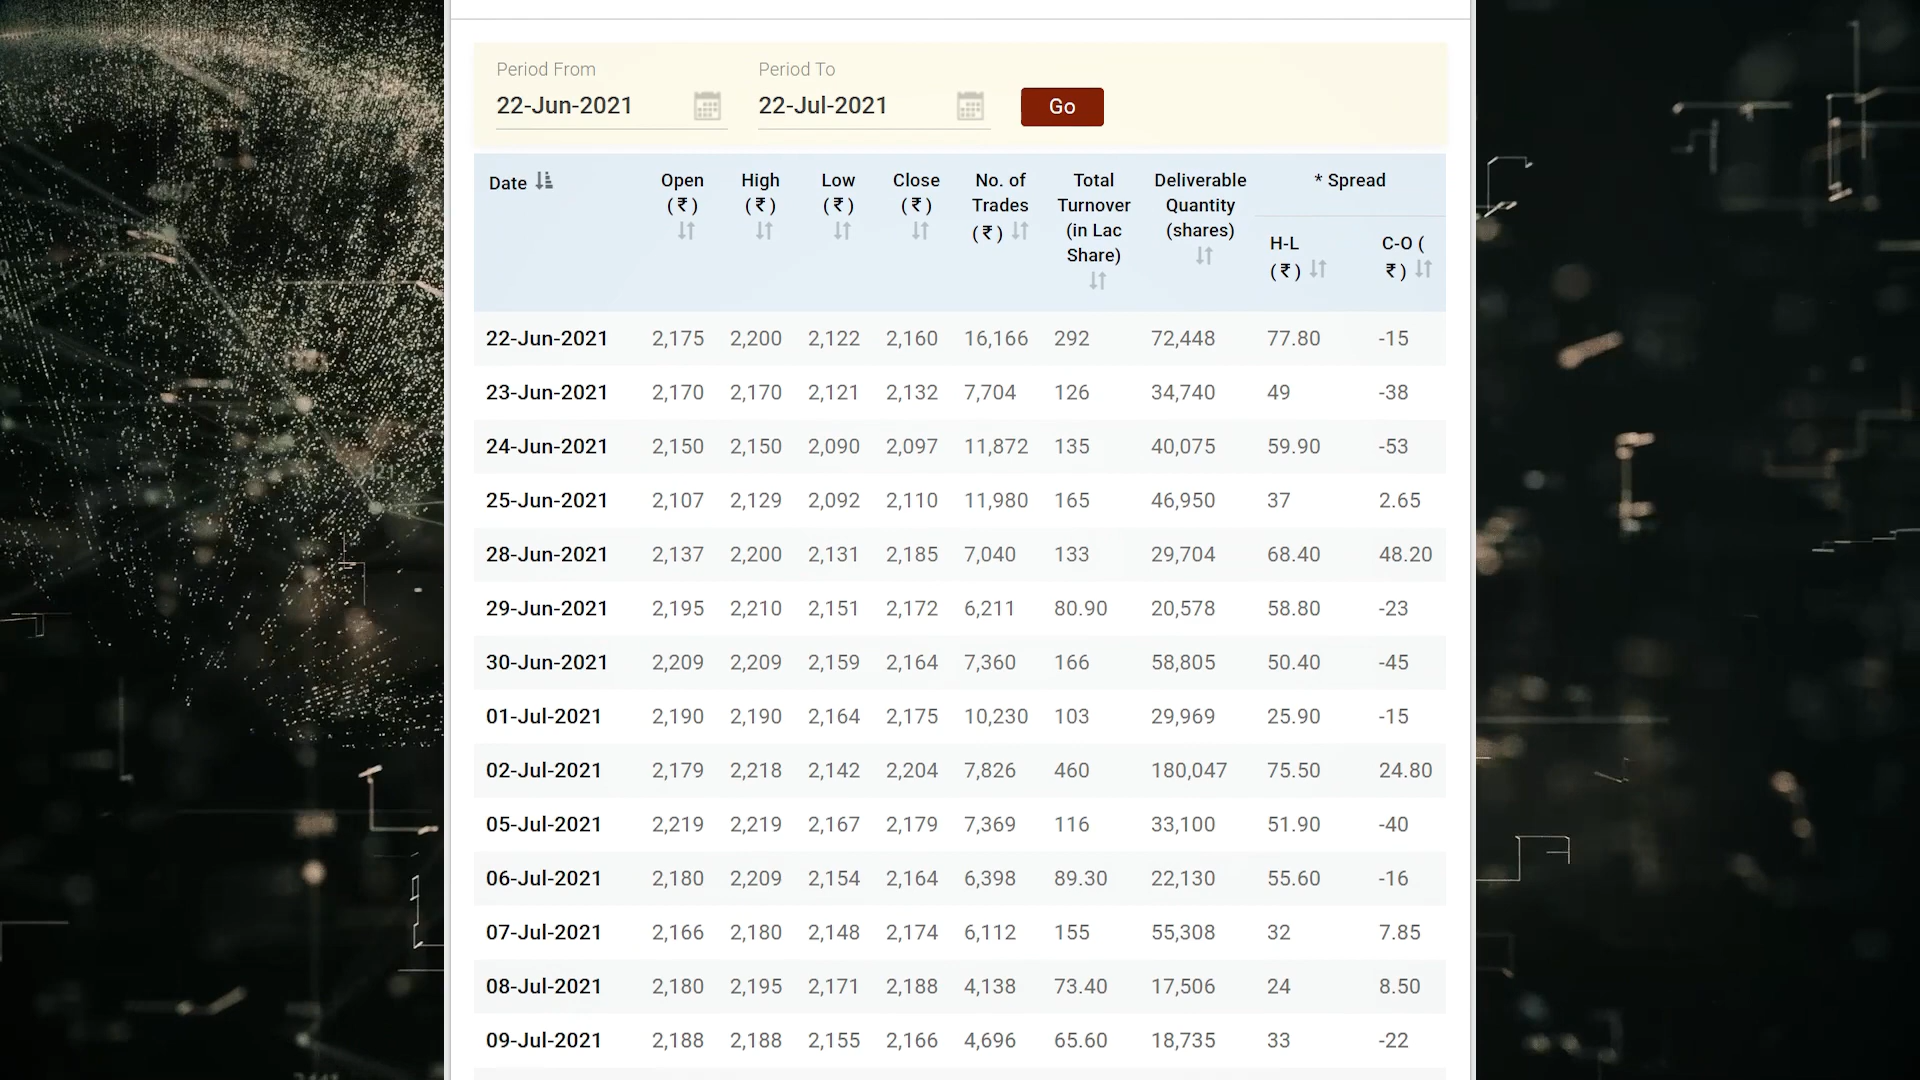 Period From Period To
22-Jun-2021 22-Jul-2021 Go
Date Open High Low Close No. of Total Deliverable * Spread
(₹) (₹) (₹) (₹) Trades Turnover Quantity
(₹) (in Lac (shares) H-L C-O (
Share) (₹) ₹)
22-Jun-2021 2,175 2,200 2,122 2,160 16,166 292 72,448 77.80 -15
23-Jun-2021 2,170 2,170 2,121 2,132 7,704 126 34,740 49 -38
24-Jun-2021 2,150 2,150 2,090 2,097 11,872 135 40,075 59.90 -53
25-Jun-2021 2,107 2,129 2,092 2,110 11,980 165 46,950 37 2.65
28-Jun-2021 2,137 2,200 2,131 2,185 7,040 133 29,704 68.40 48.20
29-Jun-2021 2,195 2,210 2,151 2,172 6,211 80.90 20,578 58.80 -23
30-Jun-2021 2,209 2,209 2,159 2,164 7,360 166 58,805 50.40 -45
01-Jul-2021 2,190 2,190 2,164 2,175 10,230 103 29,969 25.90 -15
02-Jul-2021 2,179 2,218 2,142 2,204 7,826 460 180,047 75.50 24.80
05-Jul-2021 2,219 2,219 2,167 2,179 7,369 116 33,100 51.90 -40
06-Jul-2021 2,180 2,209 2,154 2,164 6,398 89.30 22,130 55.60 -16
07-Jul-2021 2,166 2,180 2,148 2,174 6,112 155 55,308 32 7.85
08-Jul-2021 2,180 2,195 2,171 2,188 4,138 73.40 17,506 24 8.50
09-Jul-2021 2,188 2,188 2,155 2,166 4,696 65.60 18,735 33 -22